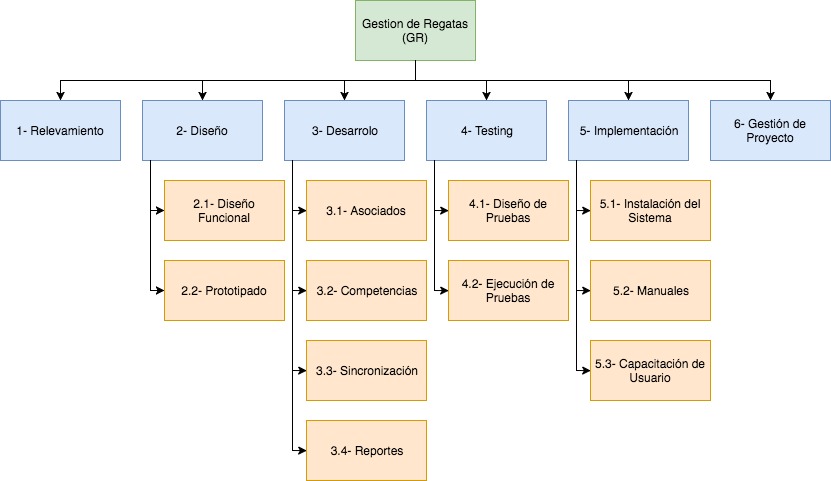 Gestion de Regatas
(GR)
1- Relevamiento
2- Diseño
3- Desarrolo
4- Testing
5- Implementación
6- Gestión de
Proyecto
2.1- Diseño
Funcional
3.1- Asociados
4.1- Diseño de
Pruebas
5.1- Instalación del
Sistema
2.2- Prototipado
3.2- Competencias
4.2- Ejecución de
Pruebas
5.2- Manuales
3.3- Sincronización
5.3- Capacitación de
Usuario
3.4- Reportes